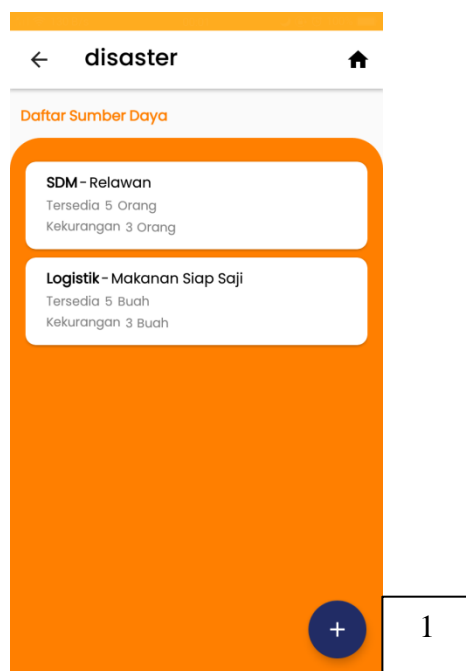 disaster
Daftar Sumber Daya
SDM - Relawan
Tersedia 5 Orang
Kekurangan 3 Orang
Logistik - Makanan Siap Saji
Tersedia 5 Buah
Kekurangan 3 Buah
+
1